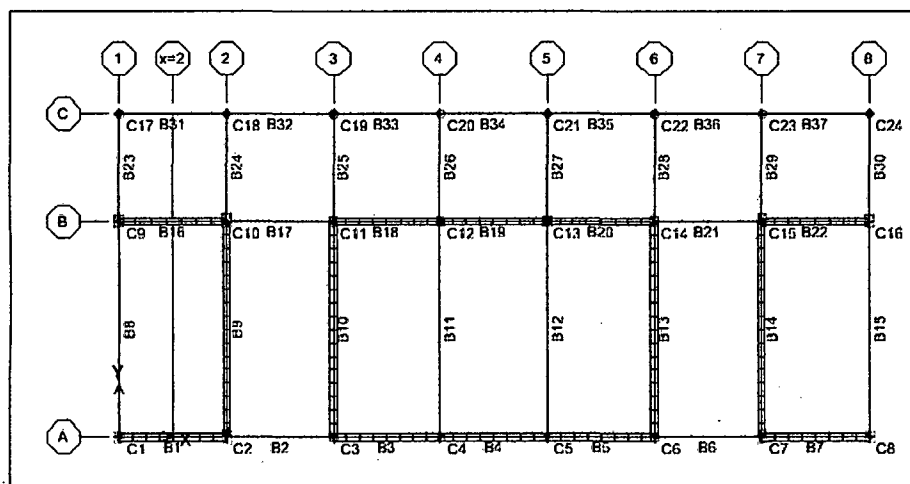 1 x=2 2 3 4 5 6 7 8
C
C17 B31 C18 B32 C19 B33 C20 B34 C21 B35 C22 B36 C23 B37 C24
B23 B24 B25 B26 B27 B28 B29 B30
B
C9 B16 C10 B17 C11 B18 C12 B19 C13 B20 C14 B21 C15 B22 C16
B8 B9 B10 B11 B12 B13 B14 B15
Y
A X
C1 B1 C2 B2 C3 B3 C4 B4 C5 B5 C6 B6 C7 B7 C8